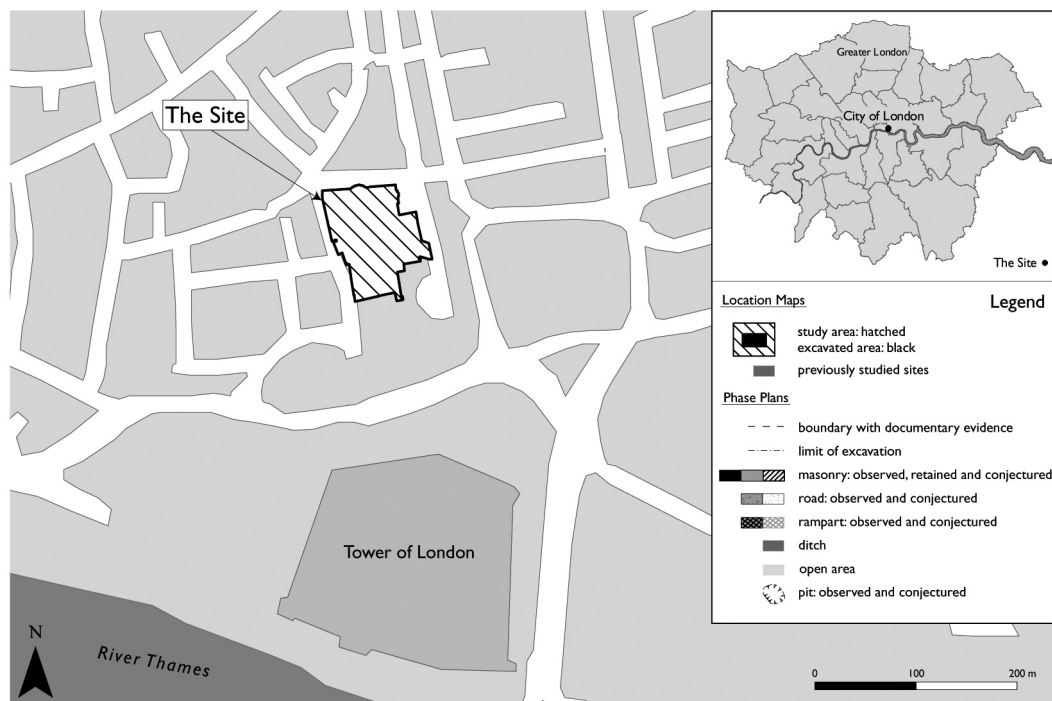 The Site
Tower of London
River Thames
N
Greater London
City of London
The Site
Location Maps
Legend
study area: hatched
excavated area: black
previously studied sites
Phase Plans
boundary with documentary evidence
limit of excavation
masonry: observed, retained and conjectured
road: observed and conjectured
rampart: observed and conjectured
ditch
open area
pit: observed and conjectured
0 100 200 m